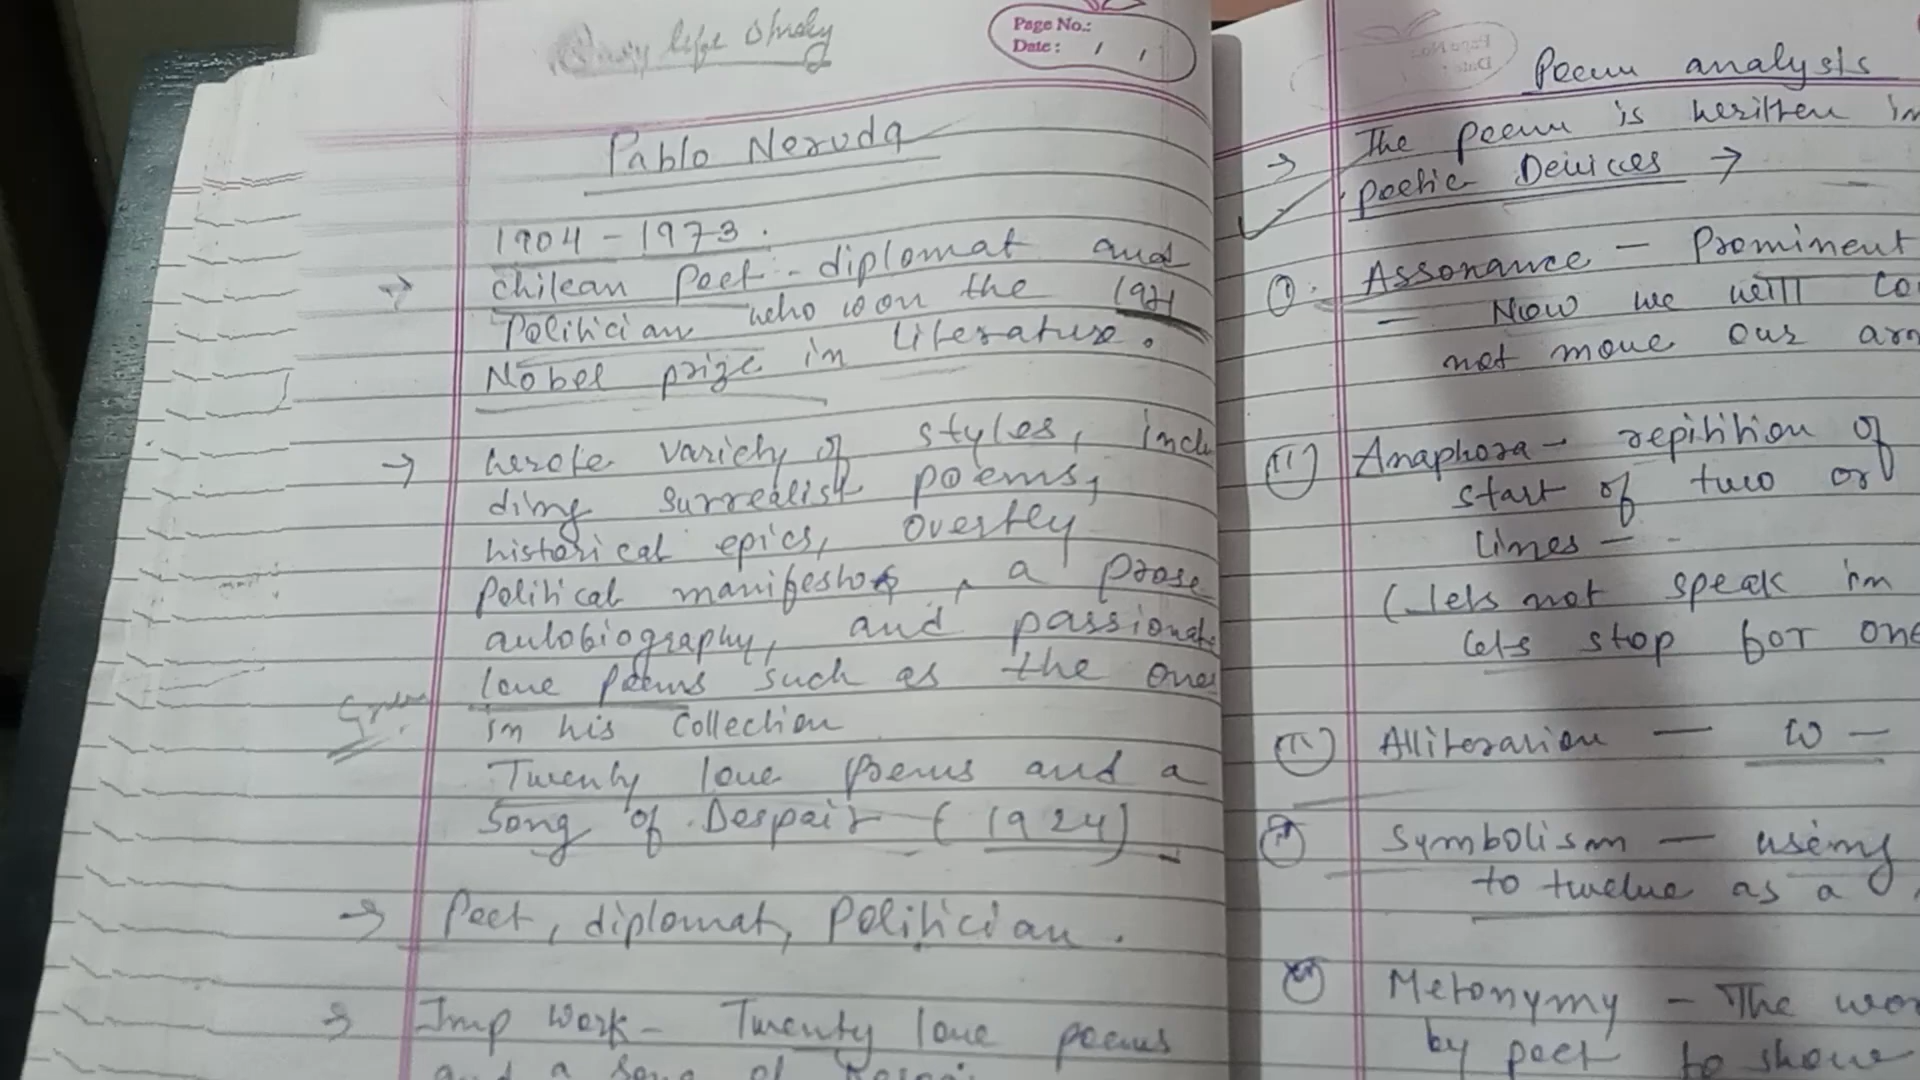 life study
Page No.:
Date: / /
Pablo Neruda
1904-1973.
→ Chilean Poet-diplomat and
Politician who won the 1971
Nobel prize in literature.
→ wrote variety of styles, inclu
ding surrealist poems,
historical epics, overtly
Political manifestos, a prose
autobiography, and passionate
love poems such as the ones
in his collection
Twenty love poems and a
Song of Despair (1924)
→ Poet, diplomat, Politician.
→ Imp work - Twenty love poems
and a song of
Poem analysis
→ The poem is written in
Poetic Devices →
(I). Assonance - Prominent
- Now we will co
not move our arm
(II) Anaphora - repitition of
start of two or
lines -
(lets not speak in
lets stop for one
Alliteration - w -
Symbolism - using
to twelve as a
Metonymy - The wor
by poet to show